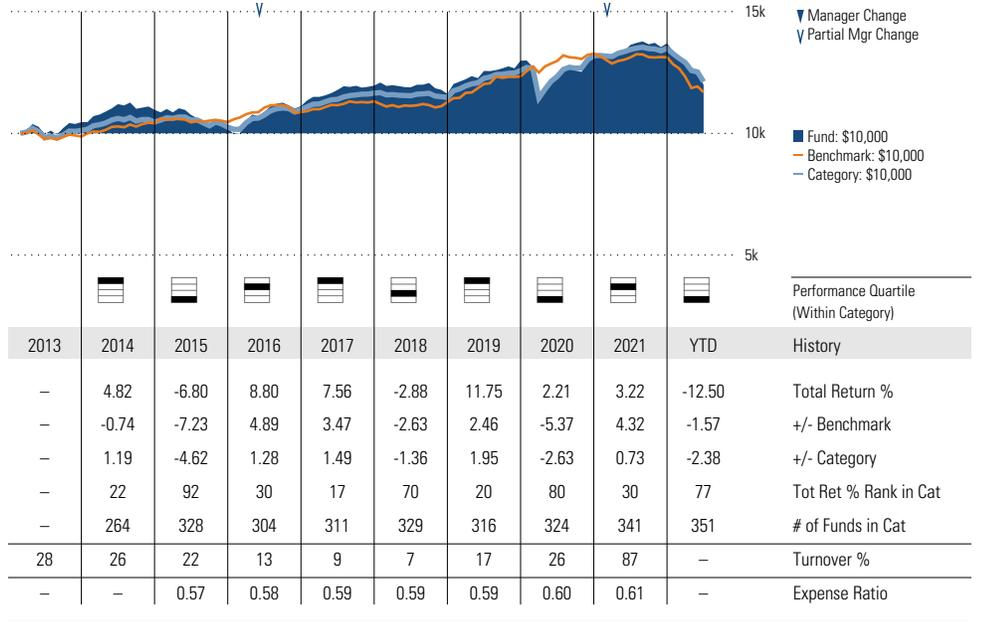 15k
Manager Change
Partial Mgr Change
10k
Fund: $10,000
Benchmark: $10,000
Category: $10,000
5k
Performance Quartile
(Within Category)
2013 2014 2015 2016 2017 2018 2019 2020 2021 YTD History
– 4.82 -6.80 8.80 7.56 -2.88 11.75 2.21 3.22 -12.50 Total Return %
– -0.74 -7.23 4.89 3.47 -2.63 2.46 -5.37 4.32 -1.57 +/- Benchmark
– 1.19 -4.62 1.28 1.49 -1.36 1.95 -2.63 0.73 -2.38 +/- Category
– 22 92 30 17 70 20 80 30 77 Tot Ret % Rank in Cat
– 264 328 304 311 329 316 324 341 351 # of Funds in Cat
28 26 22 13 9 7 17 26 87 – Turnover %
– – 0.57 0.58 0.59 0.59 0.59 0.60 0.61 – Expense Ratio